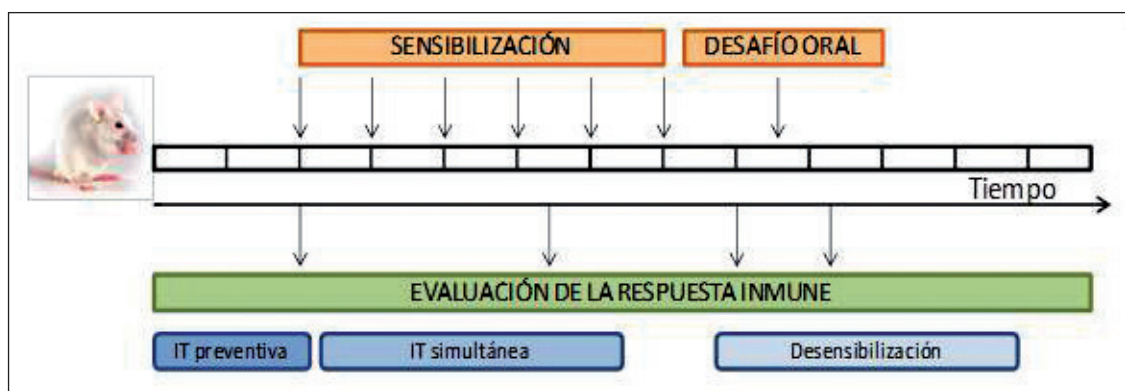 SENSIBILIZACIÓN
DESAFÍO ORAL
Tiempo
EVALUACIÓN DE LA RESPUESTA INMUNE
IT preventiva
IT simultánea
Desensibilización